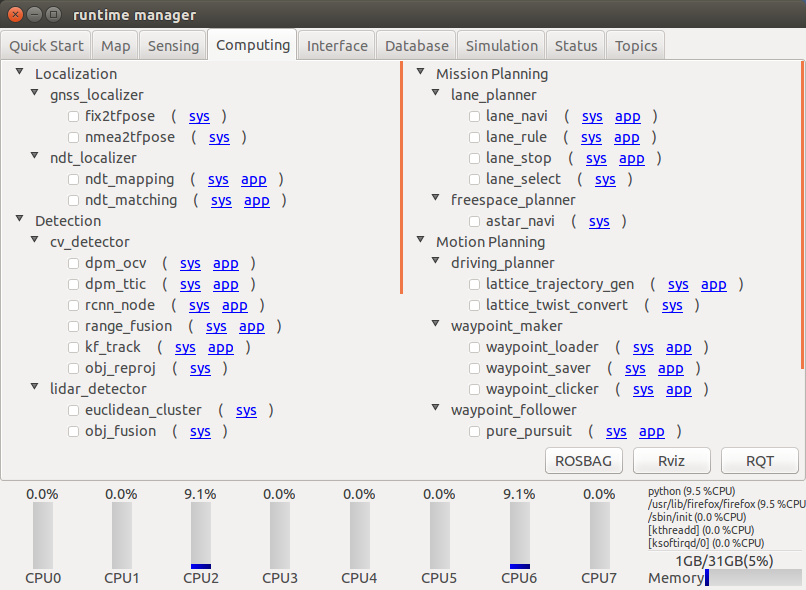 runtime manager
Quick Start Map Sensing Computing Interface Database Simulation Status Topics
Localization
gnss_localizer
fix2tfpose ( sys )
nmea2tfpose ( sys )
ndt_localizer
ndt_mapping ( sys app )
ndt_matching ( sys app )
Detection
cv_detector
dpm_ocv ( sys app )
dpm_ttic ( sys app )
rcnn_node ( sys app )
range_fusion ( sys app )
kf_track ( sys app )
obj_reproj ( sys )
lidar_detector
euclidean_cluster ( sys )
obj_fusion ( sys )
Mission Planning
lane_planner
lane_navi ( sys app )
lane_rule ( sys app )
lane_stop ( sys app )
lane_select ( sys )
freespace_planner
astar_navi ( sys )
Motion Planning
driving_planner
lattice_trajectory_gen ( sys app )
lattice_twist_convert ( sys )
waypoint_maker
waypoint_loader ( sys app )
waypoint_saver ( sys app )
waypoint_clicker ( sys app )
waypoint_follower
pure_pursuit ( sys app )
ROSBAG Rviz RQT
0.0% 0.0% 9.1% 0.0% 0.0% 0.0% 9.1% 0.0%
CPU0 CPU1 CPU2 CPU3 CPU4 CPU5 CPU6 CPU7
python (9.5 %CPU)
/usr/lib/firefox/firefox (9.5 %CPU)
/sbin/init (0.0 %CPU)
[kthreadd] (0.0 %CPU)
[ksoftirqd/0] (0.0 %CPU)
1GB/31GB(5%)
Memory